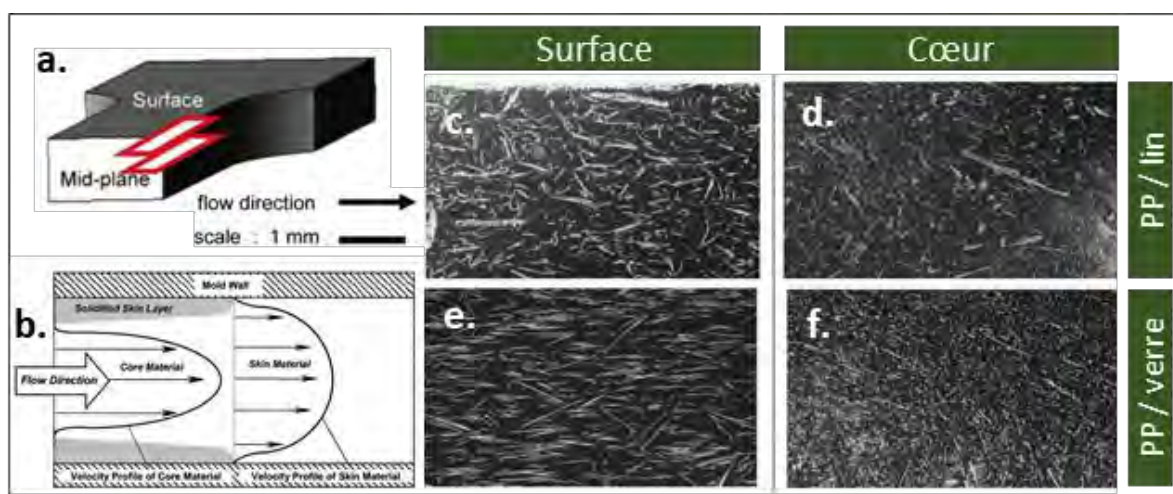 a.
Surface
Mid-plane
flow direction
scale : 1 mm
b.
Mold Wall
Solidified Skin Layer
Core Material
Skin Material
Flow Direction
Velocity Profile of Core Material
Velocity Profile of Skin Material
Surface
Cœur
c.
d.
PP / lin
e.
f.
PP / verre